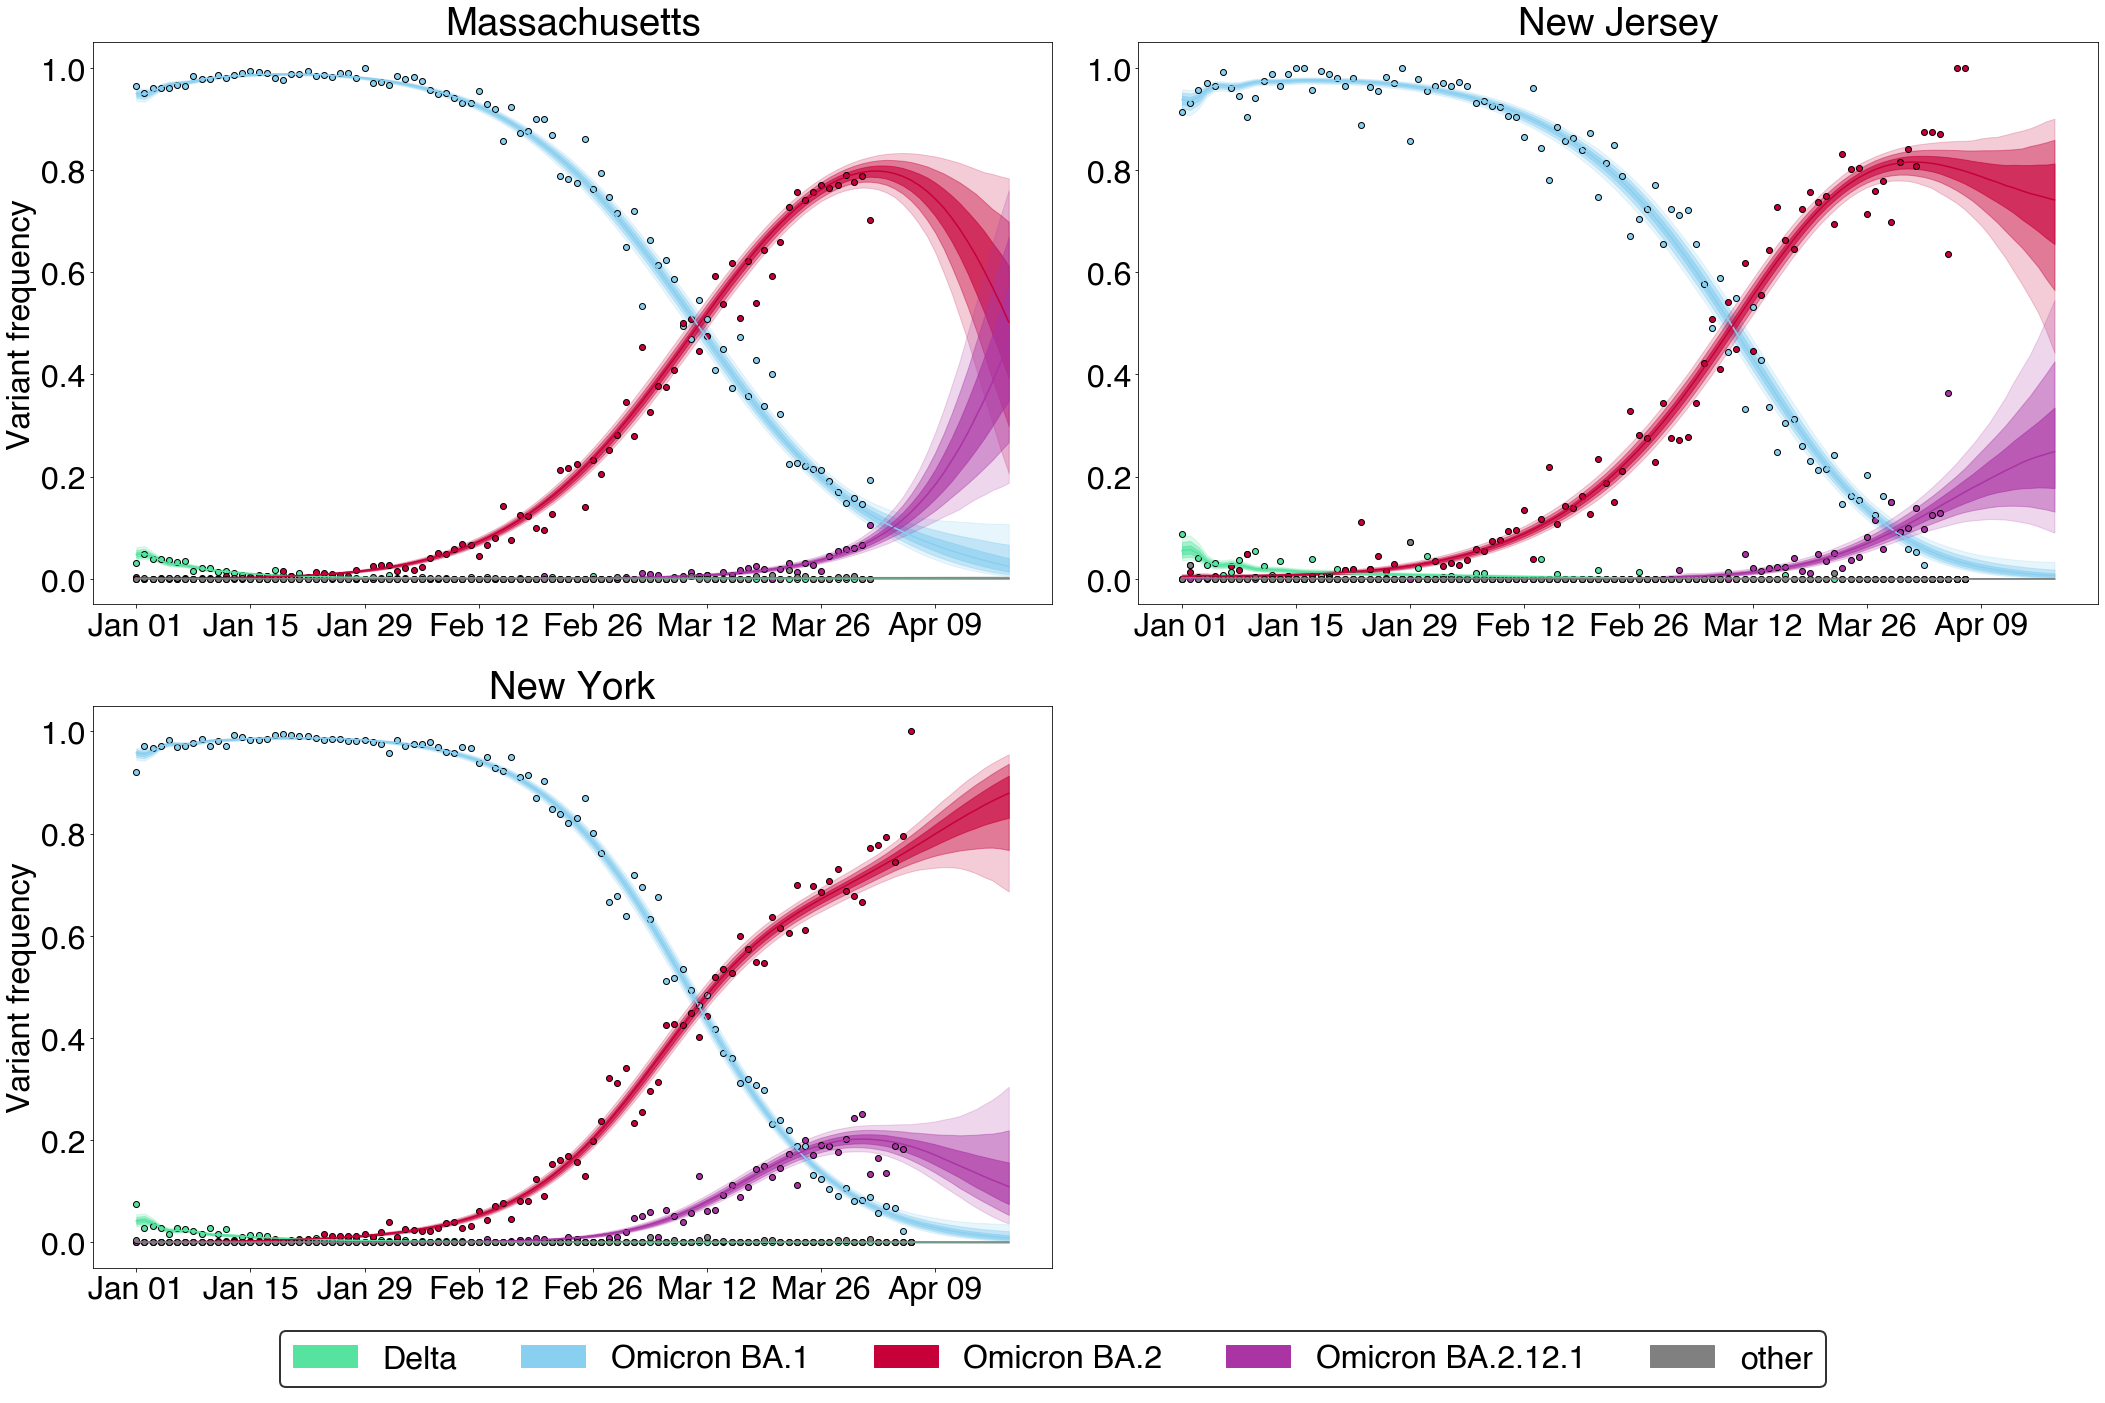 Massachusetts
1.0
0.8
0.6
0.4
0.2
0.0
Variant frequency
Jan 01 Jan 15 Jan 29 Feb 12 Feb 26 Mar 12 Mar 26 Apr 09
New Jersey
1.0
0.8
0.6
0.4
0.2
0.0
Jan 01 Jan 15 Jan 29 Feb 12 Feb 26 Mar 12 Mar 26 Apr 09
New York
1.0
0.8
0.6
0.4
0.2
0.0
Variant frequency
Jan 01 Jan 15 Jan 29 Feb 12 Feb 26 Mar 12 Mar 26 Apr 09
Delta Omicron BA.1 Omicron BA.2 Omicron BA.2.12.1 other